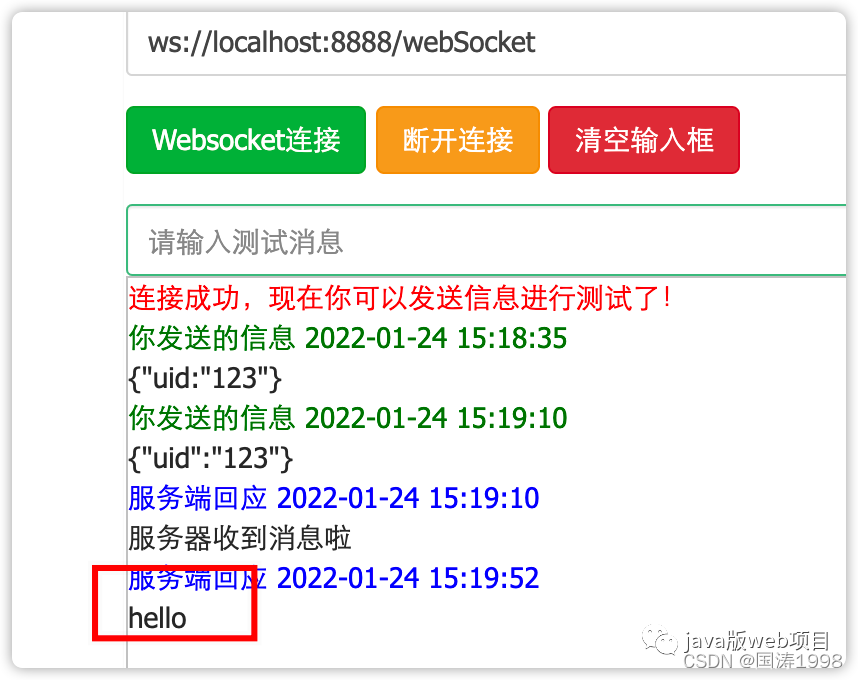 ws://localhost:8888/webSocket
Websocket连接 断开连接 清空输入框
请输入测试消息
连接成功，现在你可以发送信息进行测试了！
你发送的信息 2022-01-24 15:18:35
{"uid:"123"}
你发送的信息 2022-01-24 15:19:10
{"uid":"123"}
服务端回应 2022-01-24 15:19:10
服务器收到消息啦
服务端回应 2022-01-24 15:19:52
hello
java版web项目
CSDN @国涛1998